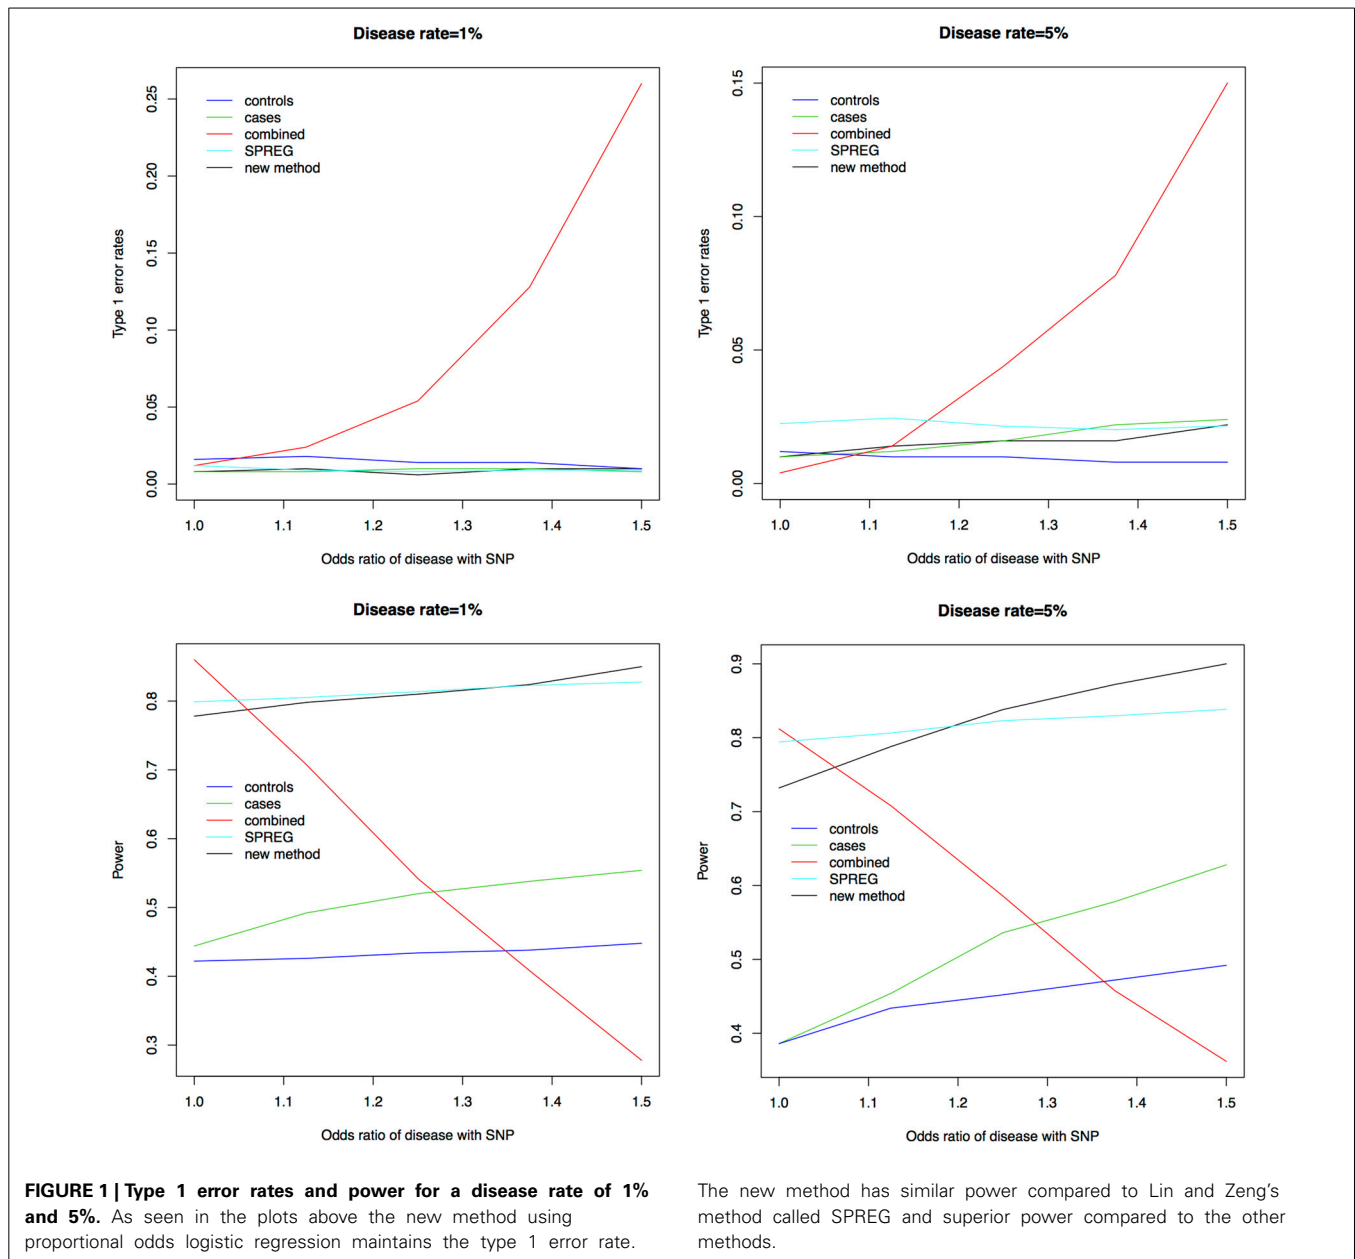 Disease rate=1%
0.25
0.20
0.15
0.10
0.05
0.00
Type 1 error rates
controls
cases
combined
SPREG
new method
1.0 1.1 1.2 1.3 1.4 1.5
Odds ratio of disease with SNP
Disease rate=5%
0.15
0.10
0.05
0.00
Type 1 error rates
controls
cases
combined
SPREG
new method
1.0 1.1 1.2 1.3 1.4 1.5
Odds ratio of disease with SNP
Disease rate=1%
0.8
0.7
0.6
0.5
0.4
0.3
Power
controls
cases
combined
SPREG
new method
1.0 1.1 1.2 1.3 1.4 1.5
Odds ratio of disease with SNP
Disease rate=5%
0.9
0.8
0.7
0.6
0.5
0.4
Power
controls
cases
combined
SPREG
new method
1.0 1.1 1.2 1.3 1.4 1.5
Odds ratio of disease with SNP
FIGURE 1 | Type 1 error rates and power for a disease rate of 1%
and 5%. As seen in the plots above the new method using
proportional odds logistic regression maintains the type 1 error rate.
The new method has similar power compared to Lin and Zeng's
method called SPREG and superior power compared to the other
methods.